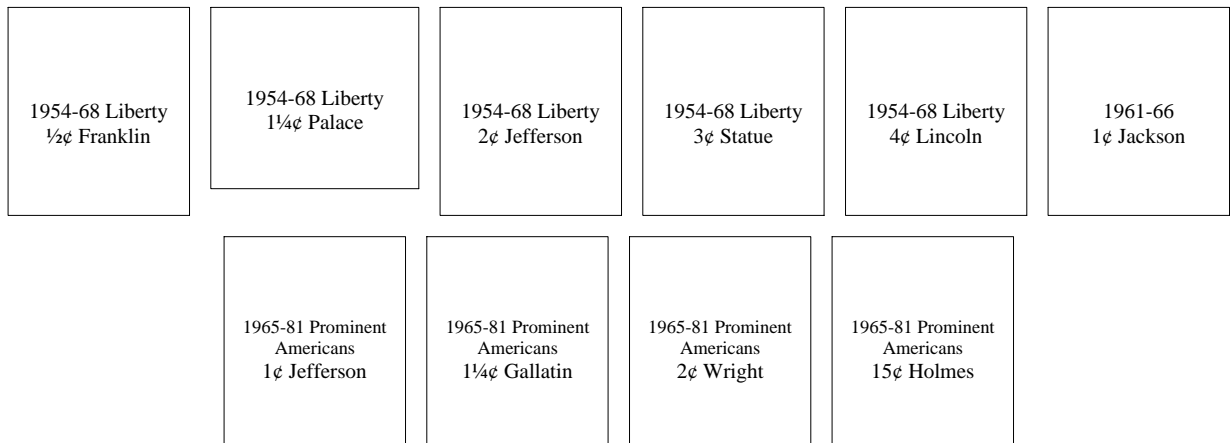 1954-68 Liberty
½¢ Franklin
1954-68 Liberty
1¼¢ Palace
1954-68 Liberty
2¢ Jefferson
1954-68 Liberty
3¢ Statue
1954-68 Liberty
4¢ Lincoln
1961-66
1¢ Jackson
1965-81 Prominent
Americans
1¢ Jefferson
1965-81 Prominent
Americans
1¼¢ Gallatin
1965-81 Prominent
Americans
2¢ Wright
1965-81 Prominent
Americans
15¢ Holmes